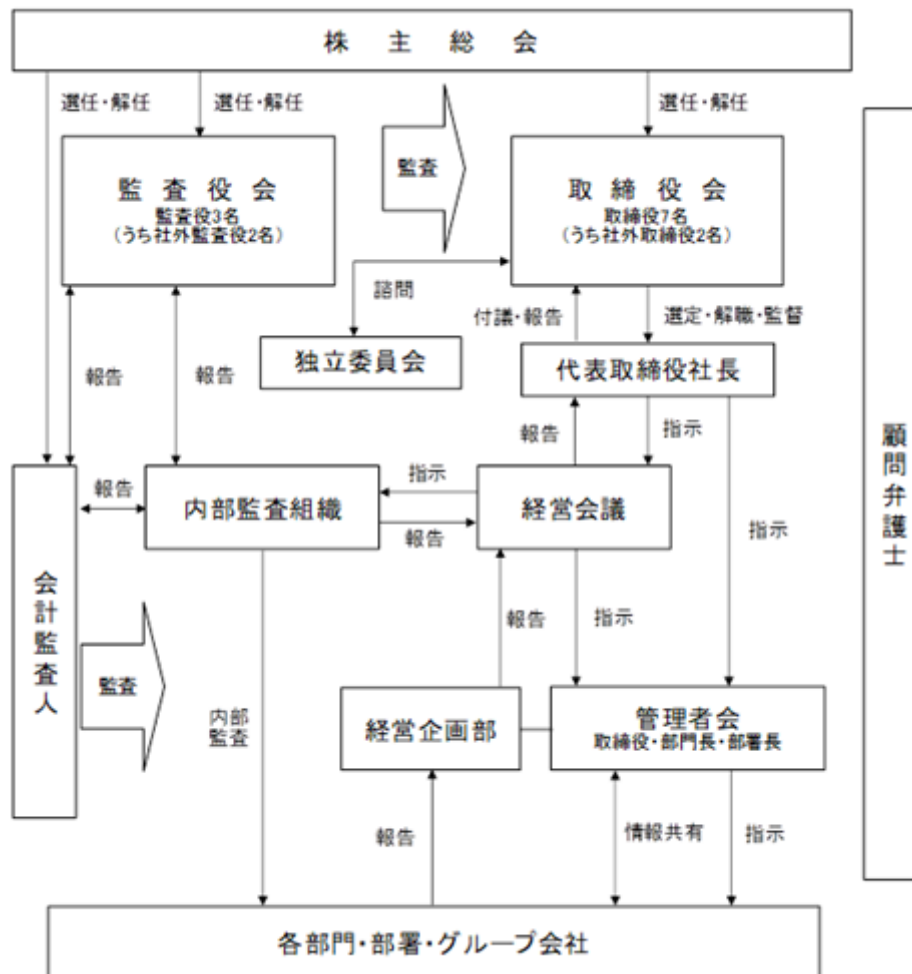 株主総会
選任・解任
選任・解任
選任・解任
監査役会
監査役3名
(うち社外監査役2名)
監査
取締役会
取締役7名
(うち社外取締役2名)
諮問
付議・報告
選定・解職・監督
独立委員会
代表取締役社長
報告
報告
報告
指示
顧問弁護士
報告
内部監査組織
指示
報告
経営会議
指示
会計監査人
報告
指示
監査
内部
監査
経営企画部
管理者会
取締役・部門長・部署長
報告
情報共有
指示
各部門・部署・グループ会社